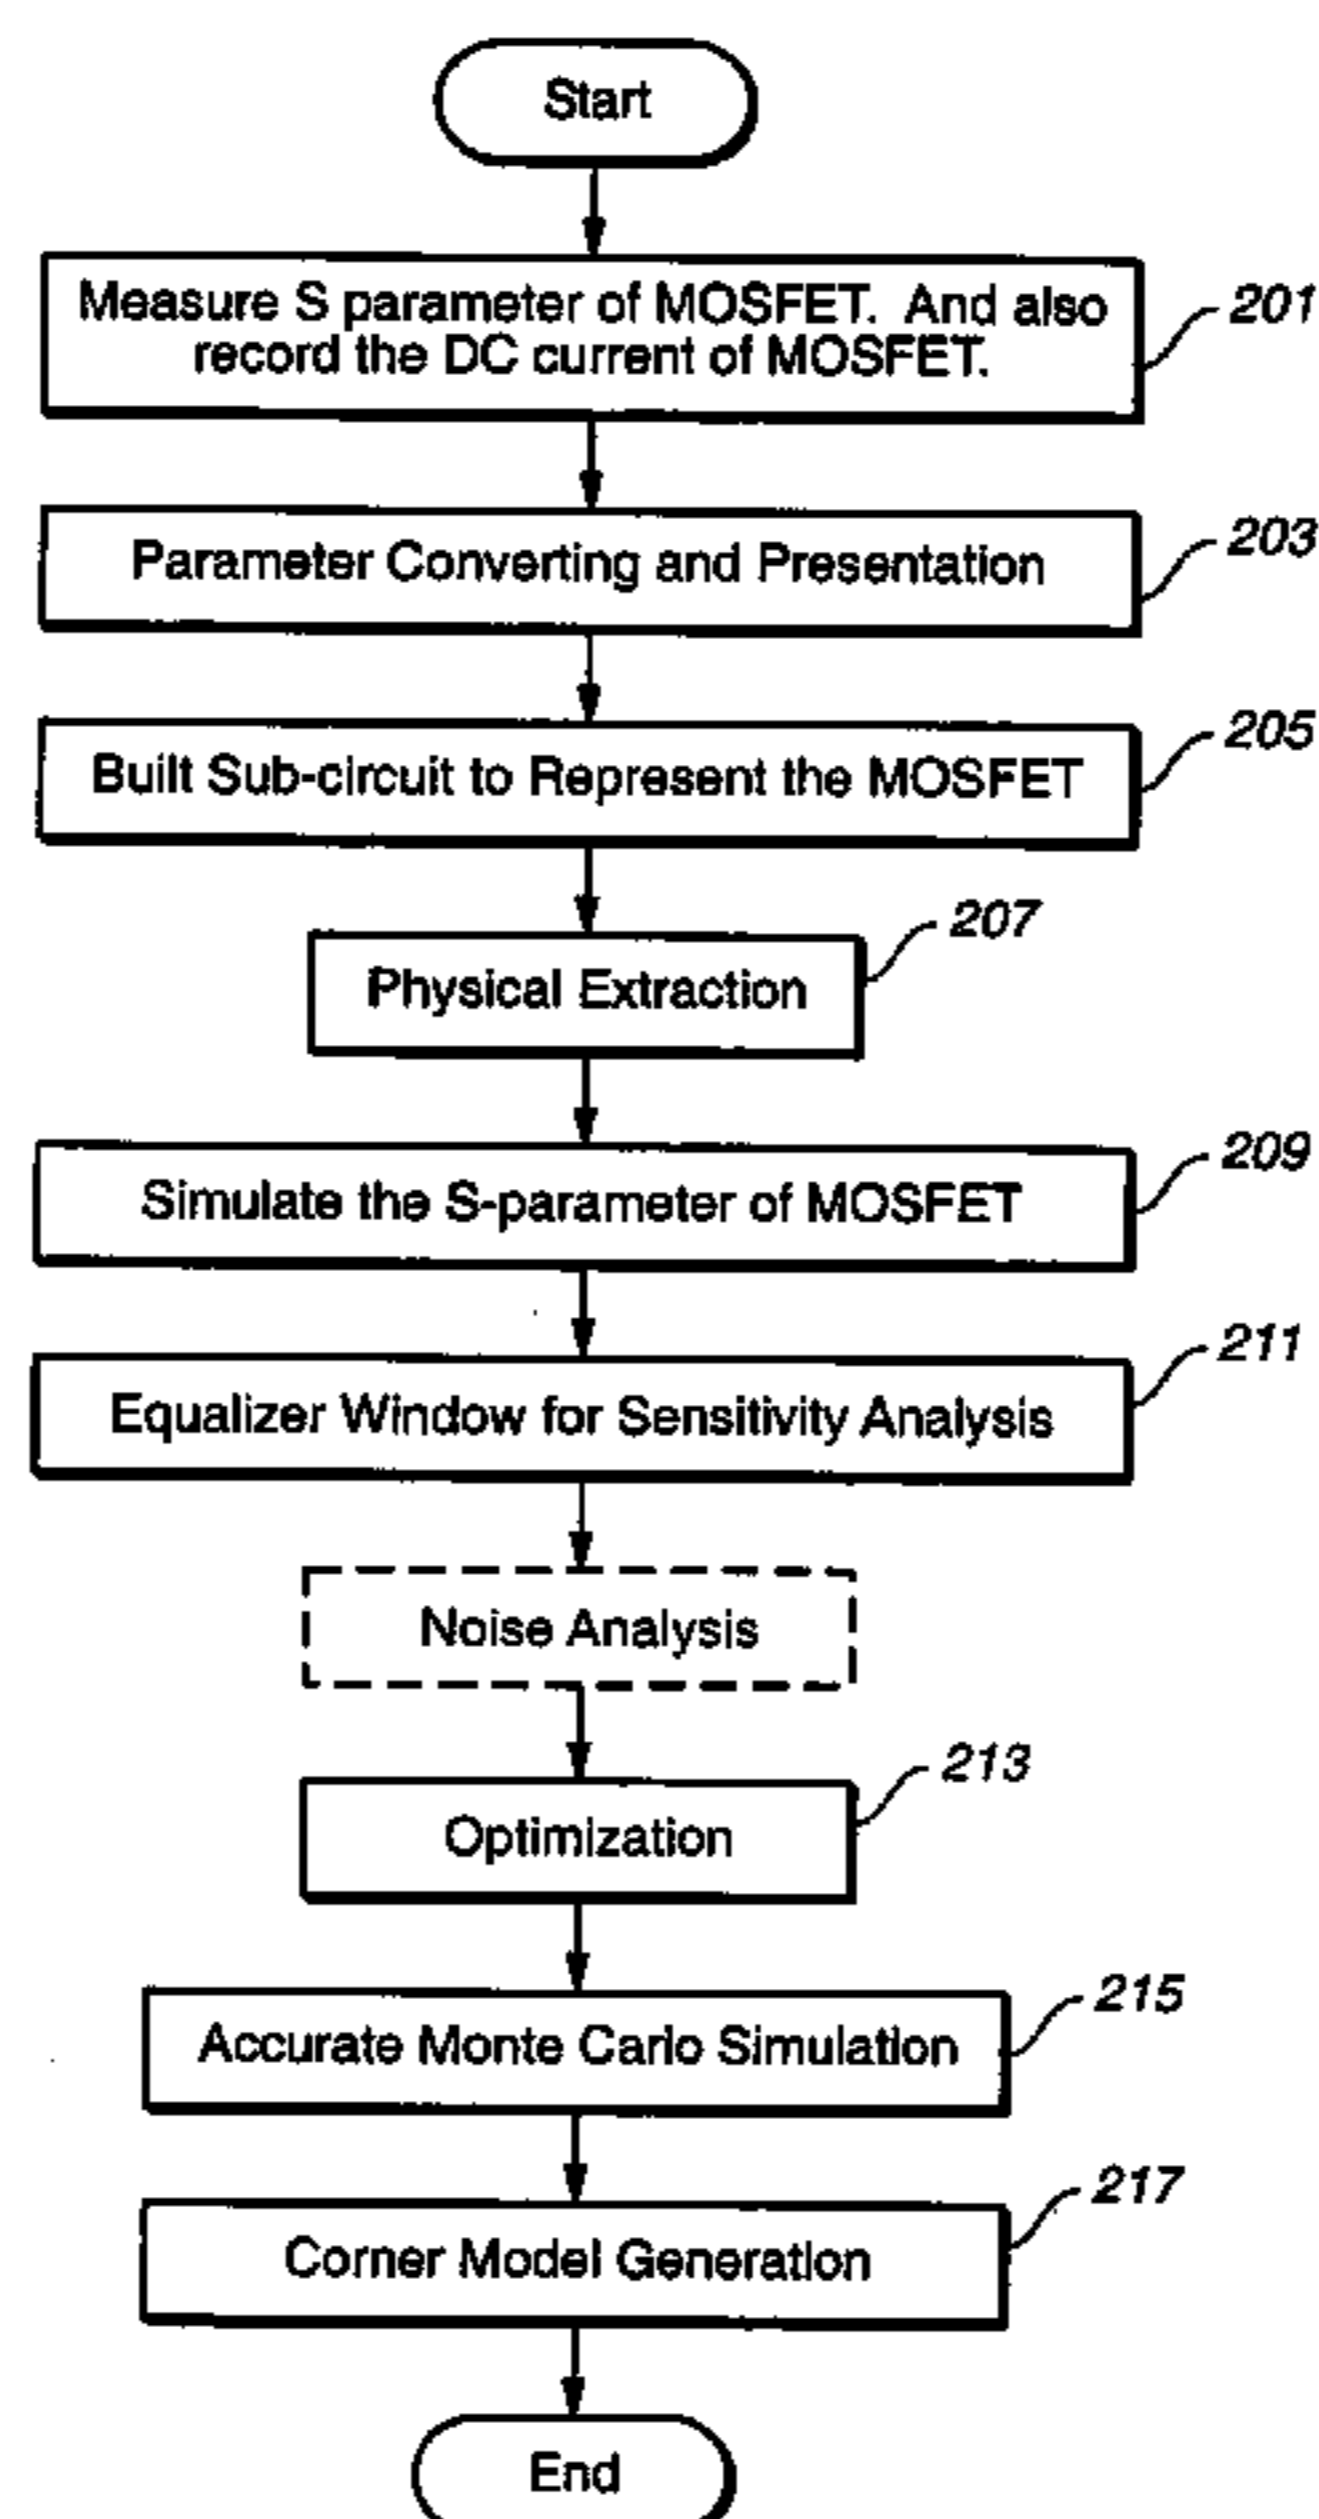 Start
Measure S parameter of MOSFET. And also
record the DC current of MOSFET.
201
Parameter Converting and Presentation
203
Built Sub-circuit to Represent the MOSFET
205
Physical Extraction
207
Simulate the S-parameter of MOSFET
209
Equalizer Window for Sensitivity Analysis
211
Noise Analysis
Optimization
213
Accurate Monte Carlo Simulation
215
Corner Model Generation
217
End